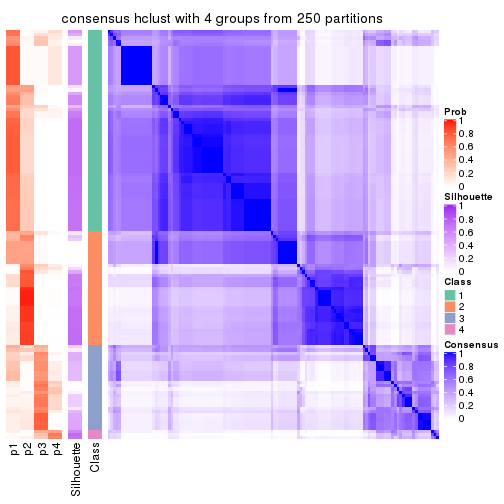 consensus hclust with 4 groups from 250 partitions
Prob
1
0.8
0.6
0.4
0.2
0
Silhouette
1
0.8
0.6
0.4
0.2
0
Class
1
2
3
4
Consensus
1
0.8
0.6
0.4
0.2
0
p1
p2
p3
p4
Silhouette
Class